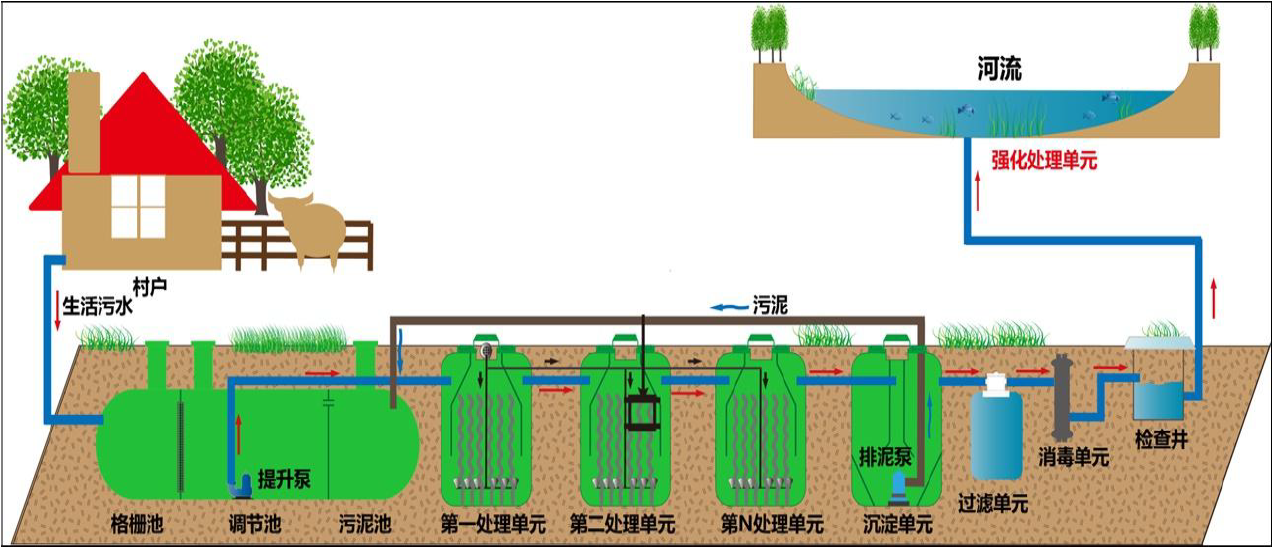 河流
强化处理单元
村户
生活污水
污泥
提升泵
排泥泵
格栅池
调节池
污泥池
第一处理单元
第二处理单元
第N处理单元
沉淀单元
过滤单元
消毒单元
检查井